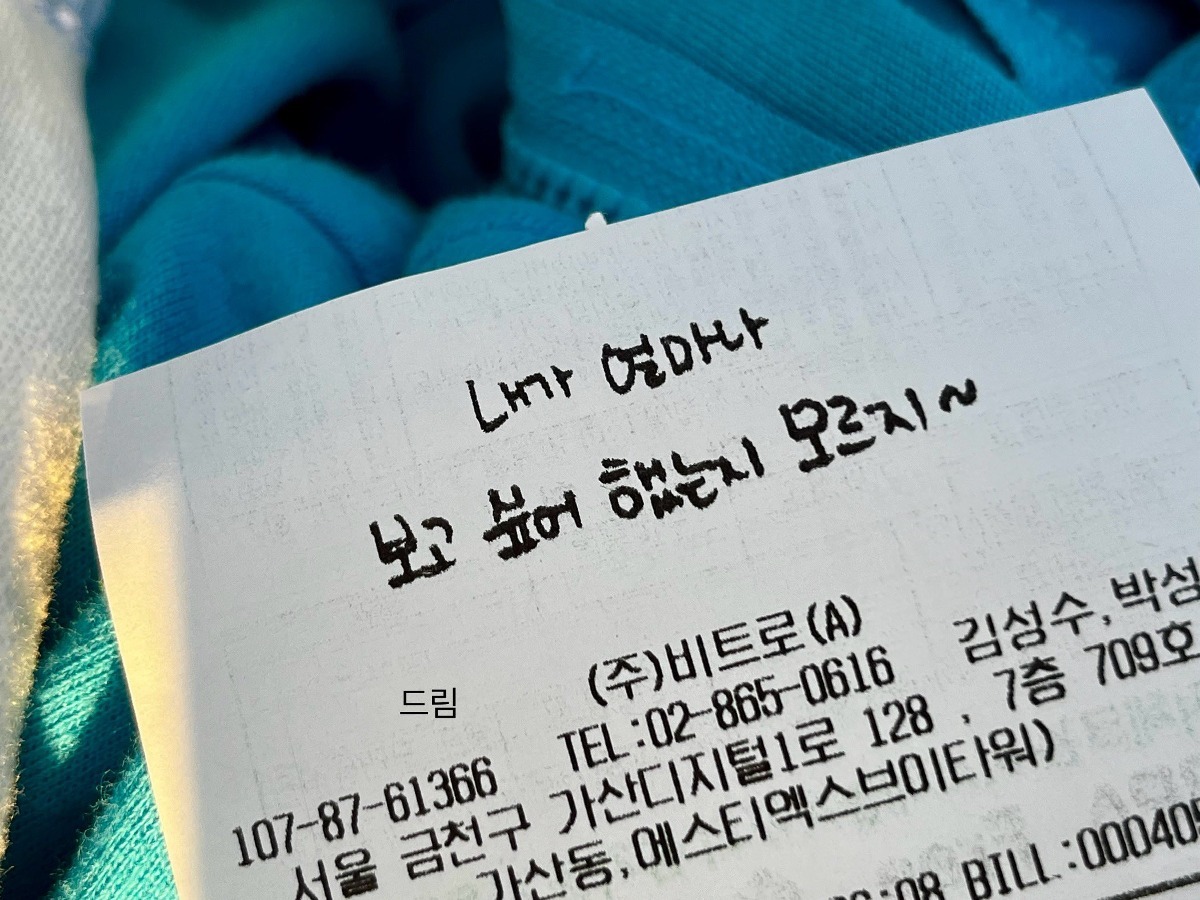 내가 얼마나
보고 싶어 했는지 모르지~
(주)비트로(A)
김성수,박성
드림
107-87-61366
TEL:02-865-0616
서울 금천구 가산디지털1로 128 , 7층 709호
가산동,에스티엑스브이타워)
:08 BILL:00040